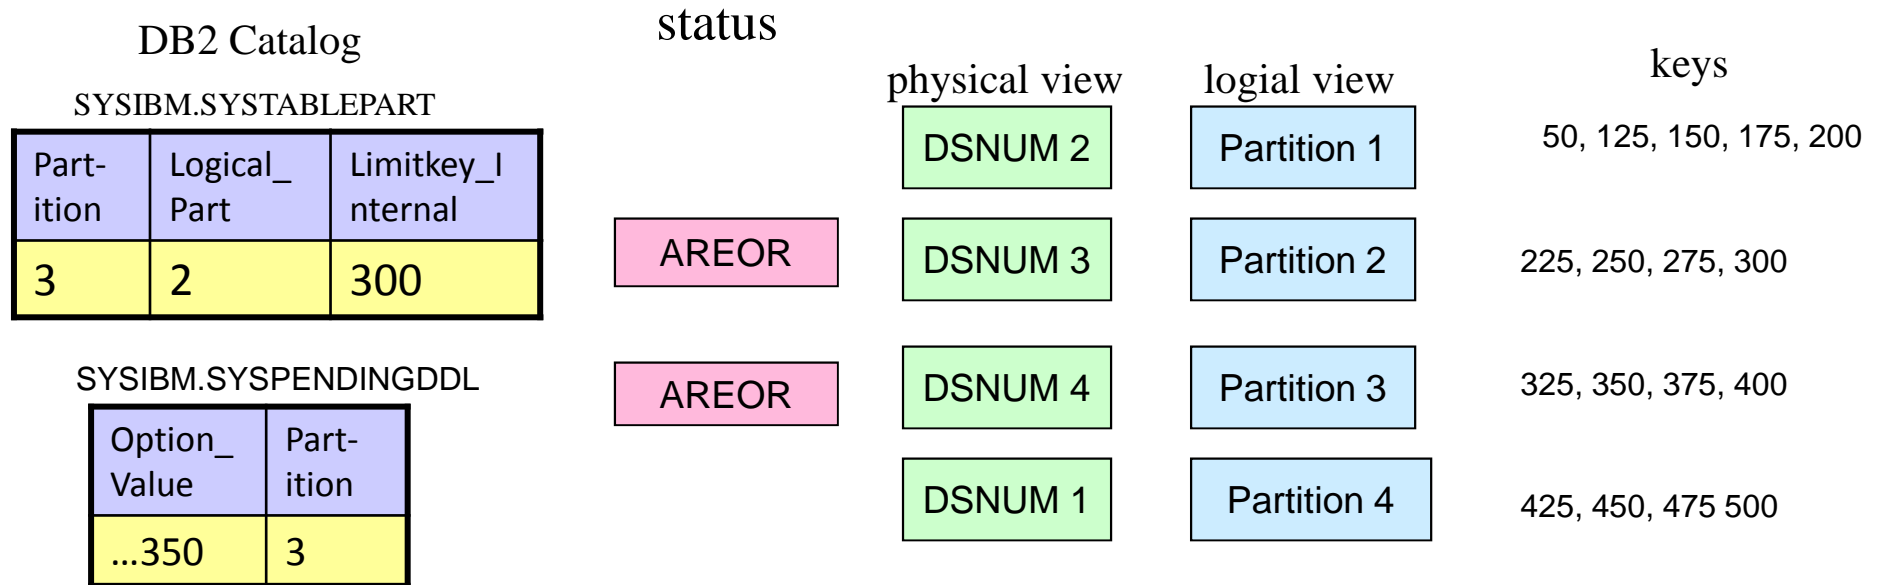 status
DB2 Catalog
SYSIBM.SYSTABLEPART
Part-
ition
Logical_
Part
Limitkey_I
nternal
3
2
300
SYSIBM.SYSPENDINGDDL
Option_
Value
Part-
ition
...350
3
physical view
logial view
keys
DSNUM 2
Partition 1
50, 125, 150, 175, 200
AREOR
DSNUM 3
Partition 2
225, 250, 275, 300
AREOR
DSNUM 4
Partition 3
325, 350, 375, 400
DSNUM 1
Partition 4
425, 450, 475 500